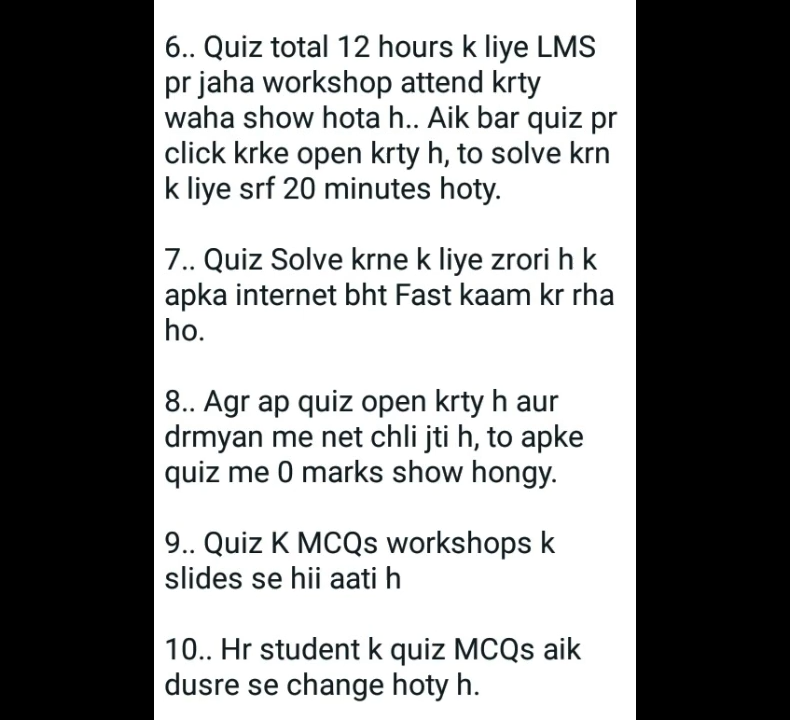 6.. Quiz total 12 hours k liye LMS
pr jaha workshop attend krty
waha show hota h.. Aik bar quiz pr
click krke open krty h, to solve krn
k liye srf 20 minutes hoty.
7.. Quiz Solve krne k liye zrori h k
apka internet bht Fast kaam kr rha
ho.
8.. Agr ap quiz open krty h aur
drmyan me net chli jti h, to apke
quiz me 0 marks show hongy.
9.. Quiz K MCQs workshops k
slides se hii aati h
10.. Hr student k quiz MCQs aik
dusre se change hoty h.